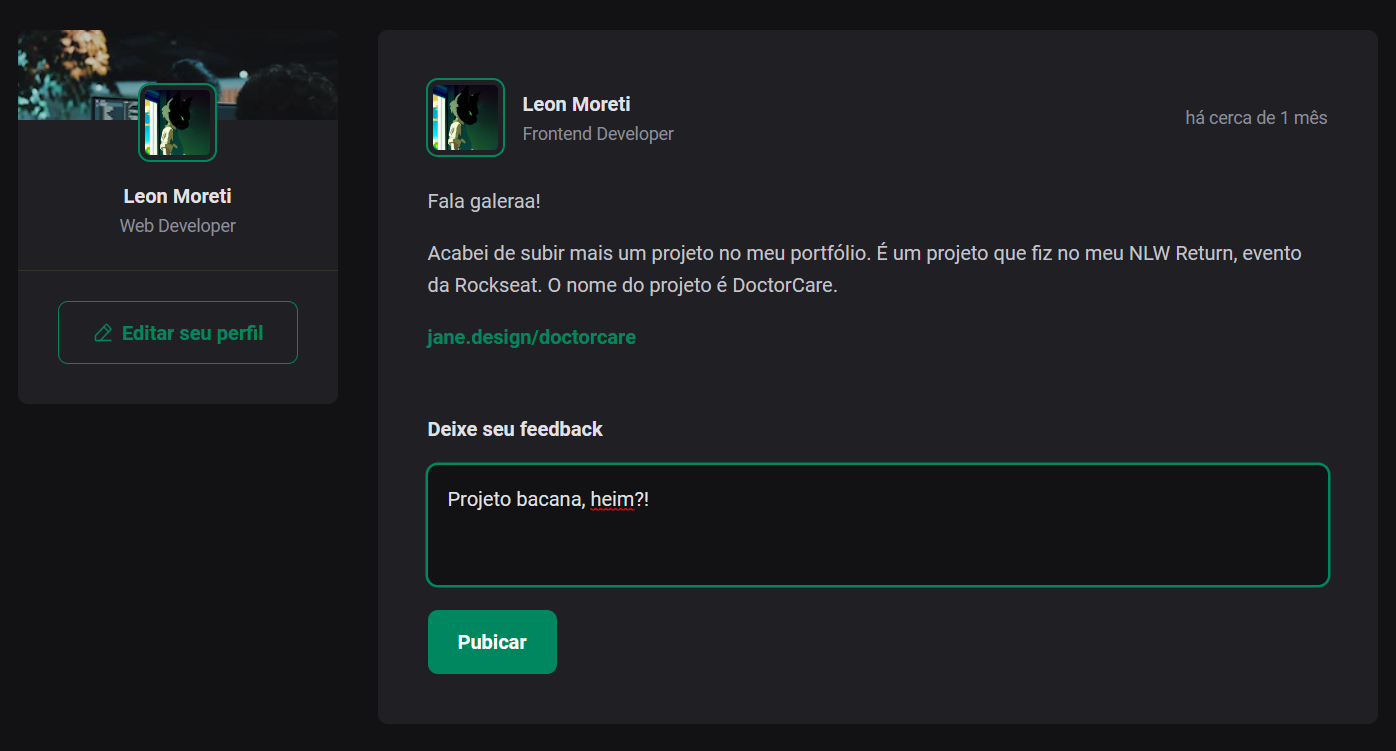 Leon Moreti
Web Developer
Editar seu perfil
Leon Moreti
Frontend Developer
há cerca de 1 mês
Fala galeraa!
Acabei de subir mais um projeto no meu portfólio. É um projeto que fiz no meu NLW Return, evento
da Rockseat. O nome do projeto é DoctorCare.
jane.design/doctorcare
Deixe seu feedback
Projeto bacana, heim?!
Pubicar